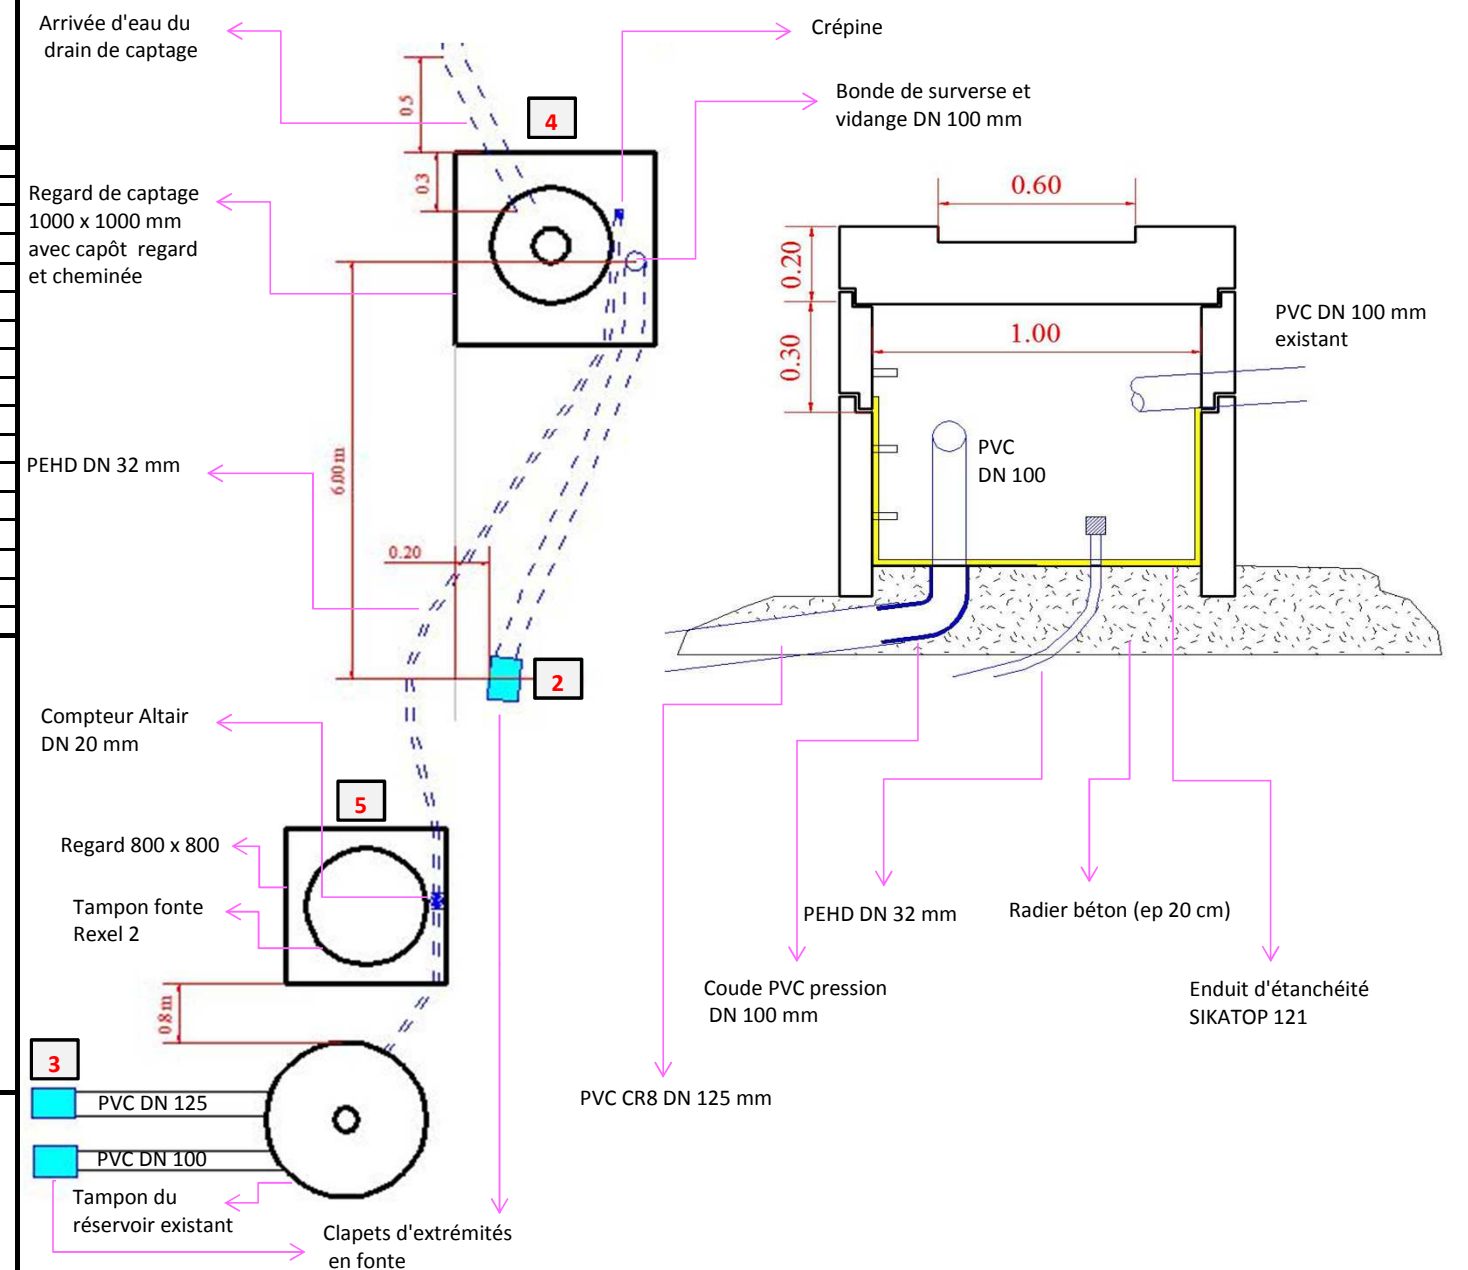 Arrivée d'eau du
drain de captage
Crépine
0.5
4
Bonde de surverse et
vidange DN 100 mm
0.3
Regard de captage
1000 x 1000 mm
avec capôt regard
et cheminée
0.60
0.20
0.30
1.00
PVC DN 100 mm
existant
PVC
DN 100
PEHD DN 32 mm
6.00m
0.20
2
Compteur Altair
DN 20 mm
5
Regard 800 x 800
Tampon fonte
Rexel 2
0.8m
PEHD DN 32 mm
Radier béton (ep 20 cm)
Coude PVC pression
DN 100 mm
Enduit d'étanchéité
SIKATOP 121
PVC CR8 DN 125 mm
3
PVC DN 125
PVC DN 100
Tampon du
réservoir existant
Clapets d'extrémités
en fonte